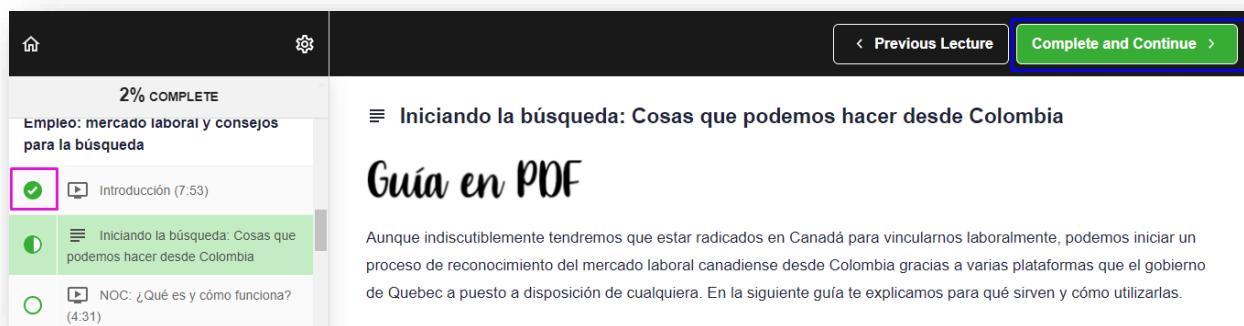 Previous Lecture
Complete and Continue
2% COMPLETE
Empleo: mercado laboral y consejos
para la búsqueda
Introducción (7:53)
Iniciando la búsqueda: Cosas que
podemos hacer desde Colombia
NOC: ¿Qué es y cómo funciona?
(4:31)
Iniciando la búsqueda: Cosas que podemos hacer desde Colombia
Guía en PDF
Aunque indiscutiblemente tendremos que estar radicados en Canadá para vincularnos laboralmente, podemos iniciar un
proceso de reconocimiento del mercado laboral canadiense desde Colombia gracias a varias plataformas que el gobierno
de Quebec a puesto a disposición de cualquiera. En la siguiente guía te explicamos para qué sirven y cómo utilizarlas.